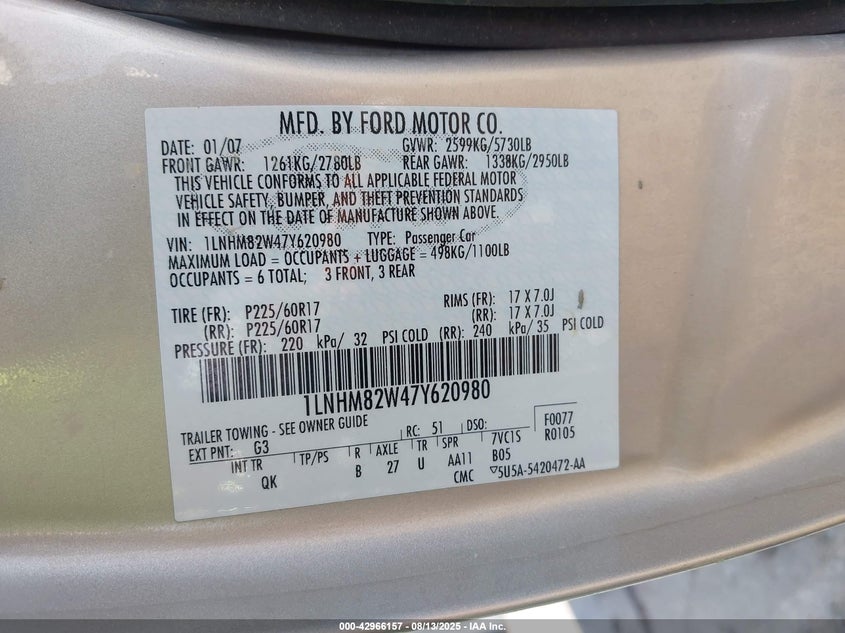 MFD. BY FORD MOTOR CO.
DATE: 01/07 GVWR: 2599KG/5730LB
FRONT GAWR: 1261KG/2780LB REAR GAWR: 1338KG/2950LB
THIS VEHICLE CONFORMS TO ALL APPLICABLE FEDERAL MOTOR
VEHICLE SAFETY, BUMPER, AND THEFT PREVENTION STANDARDS
IN EFFECT ON THE DATE OF MANUFACTURE SHOWN ABOVE.
VIN: 1LNHM82W47Y620980 TYPE: Passenger Car
MAXIMUM LOAD = OCCUPANTS + LUGGAGE = 498KG/1100LB
OCCUPANTS = 6 TOTAL; 3 FRONT, 3 REAR
TIRE (FR): P225/60R17 RIMS (FR): 17 X 7.0J
(RR): P225/60R17 (RR): 17 X 7.0J
PRESSURE (FR): 220 kPa/ 32 PSI COLD (RR): 240 kPa/ 35 PSI COLD
1LNHM82W47Y620980
TRAILER TOWING - SEE OWNER GUIDE RC: 51 DSO: F0077
EXT PNT: G3 R0105
INT TR TP/PS R AXLE TR SPR 7VC1S
QK B 27 U AA11 B05
CMC ▽5U5A-5420472-AA
000-42966157 - 08/13/2025 - IAA Inc.